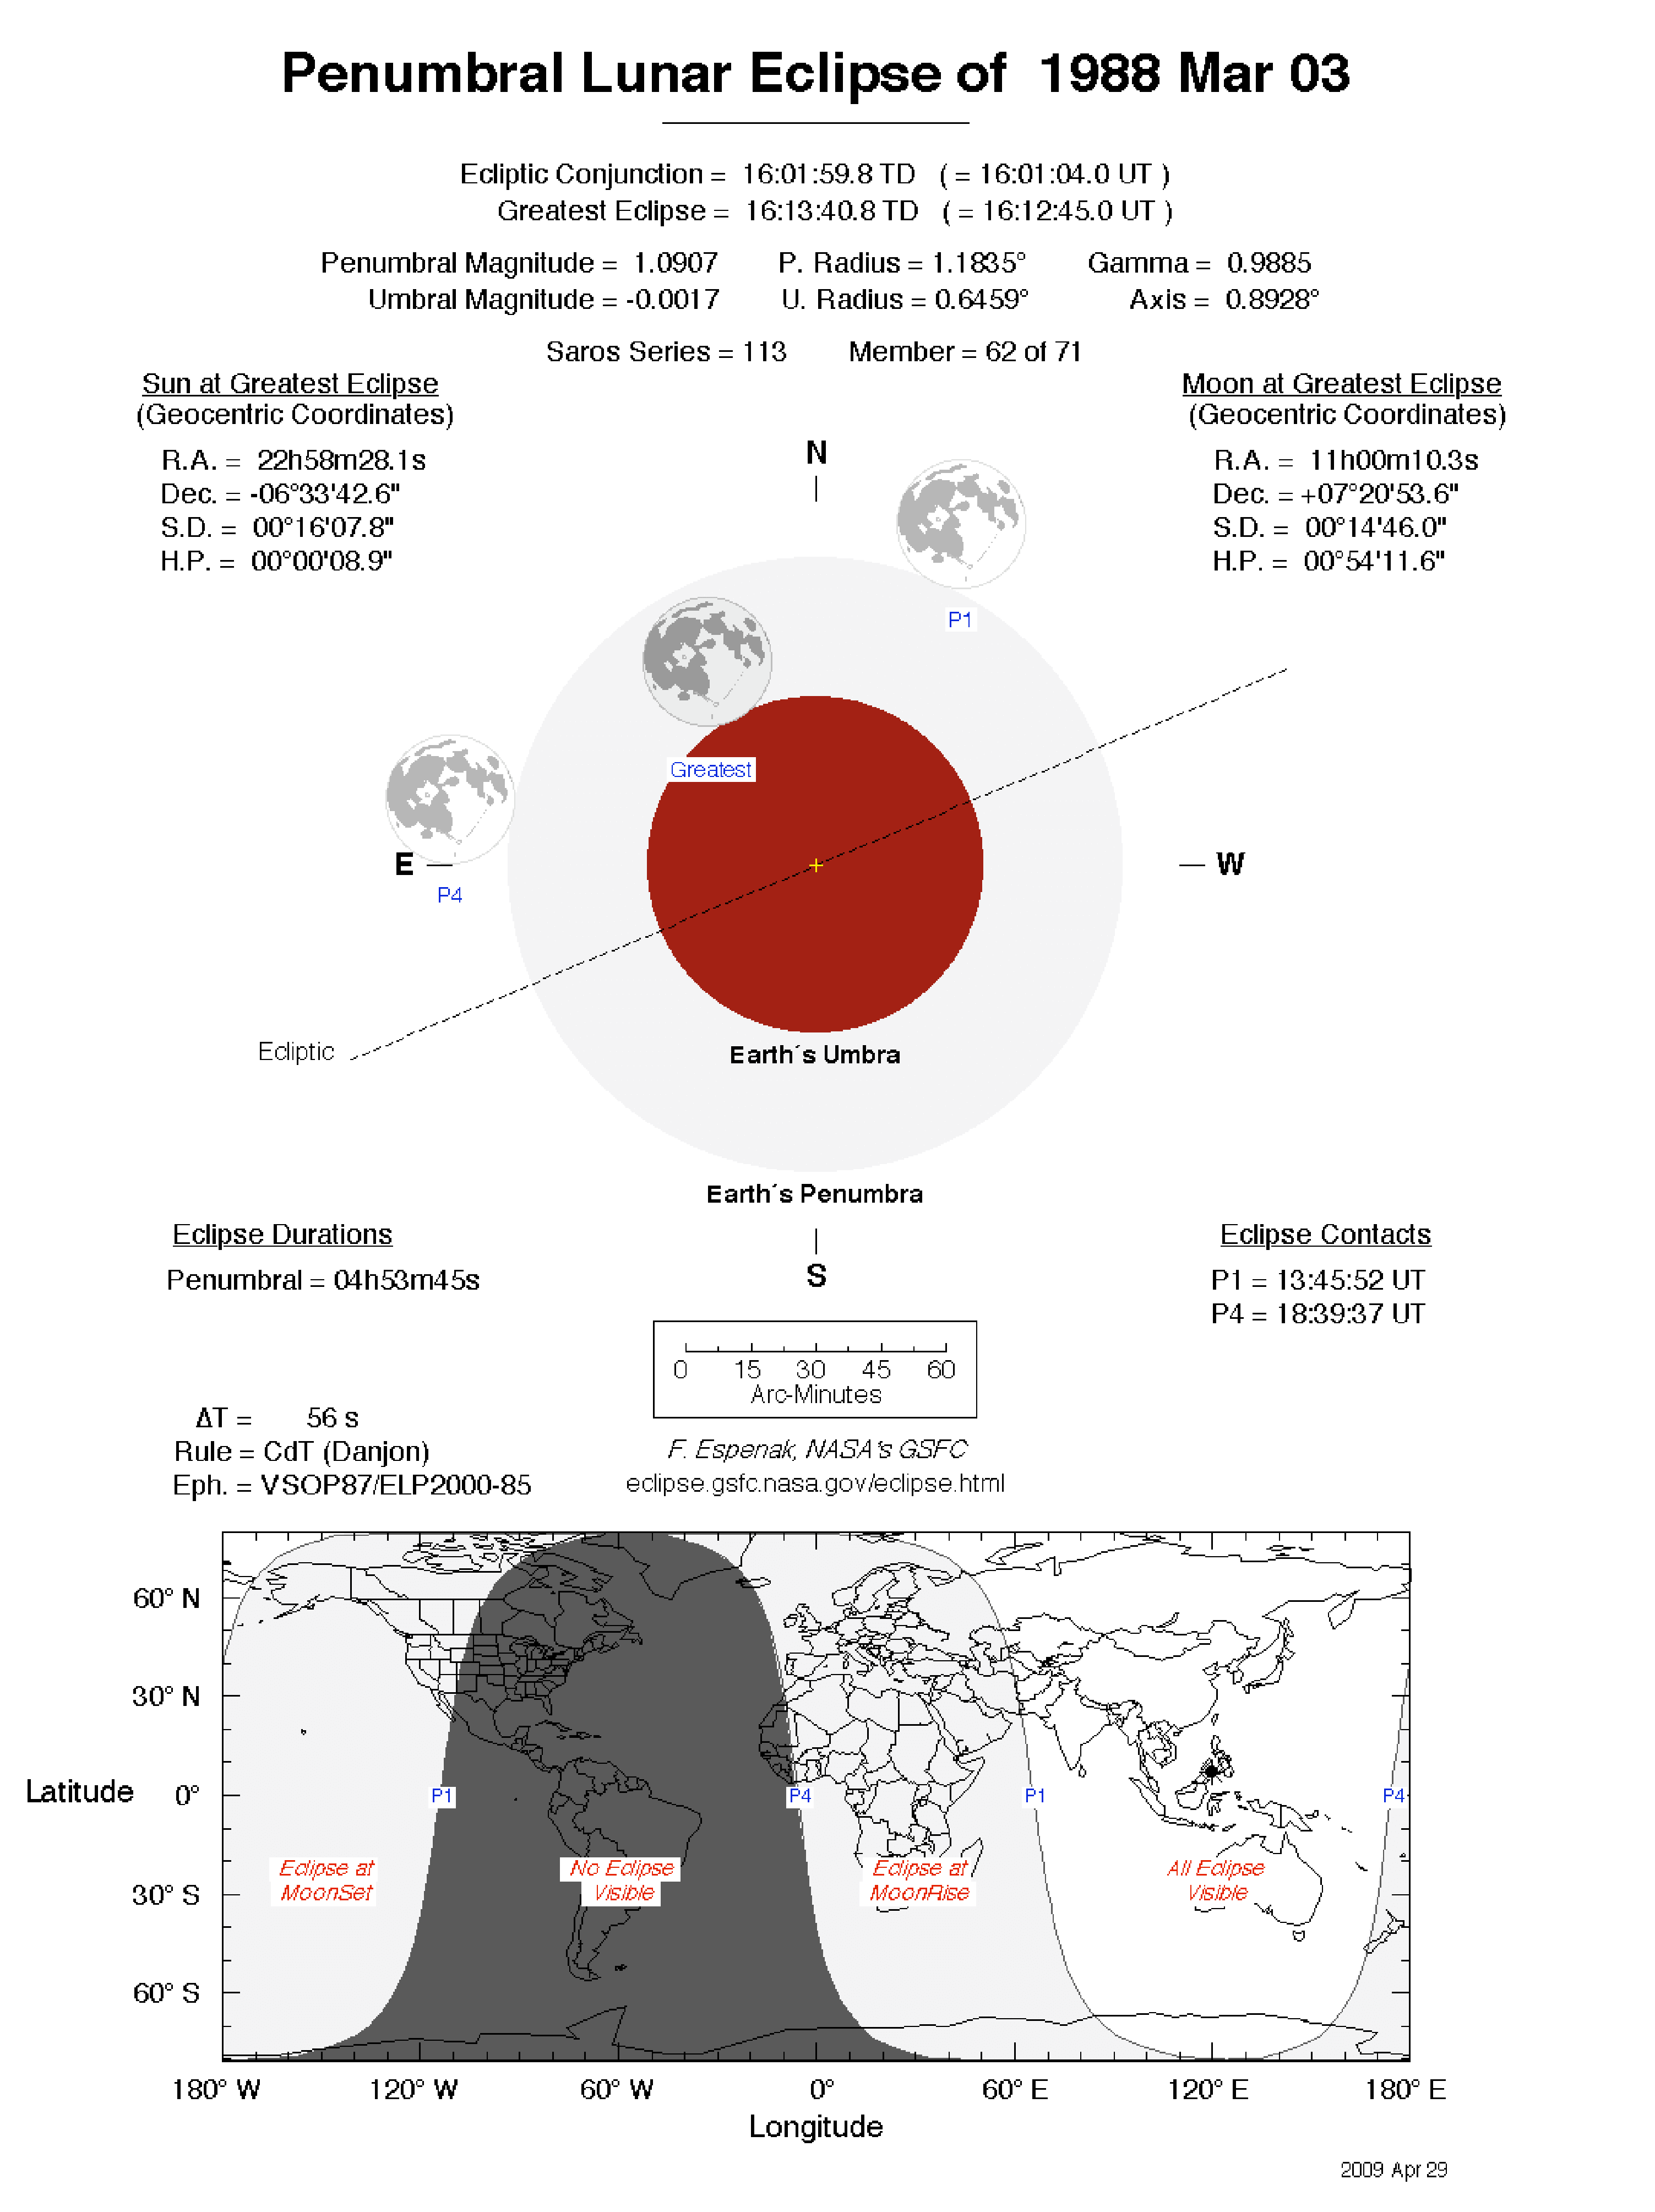 Penumbral Lunar Eclipse of 1988 Mar 03
Ecliptic Conjunction = 16:01:59.8 TD ( = 16:01:04.0 UT )
Greatest Eclipse = 16:13:40.8 TD ( = 16:12:45.0 UT )
Penumbral Magnitude = 1.0907 P. Radius = 1.1835° Gamma = 0.9885
Umbral Magnitude = -0.0017 U. Radius = 0.6459° Axis = 0.8928°
Saros Series = 113 Member = 62 of 71
Sun at Greatest Eclipse
(Geocentric Coordinates)
R.A. = 22h58m28.1s
Dec. = -06°33'42.6"
S.D. = 00°16'07.8"
H.P. = 00°00'08.9"
Moon at Greatest Eclipse
(Geocentric Coordinates)
R.A. = 11h00m10.3s
Dec. = +07°20'53.6"
S.D. = 00°14'46.0"
H.P. = 00°54'11.6"
N
P1
Greatest
E
W
P4
Ecliptic
Earth´s Umbra
Earth´s Penumbra
S
Eclipse Durations
Penumbral = 04h53m45s
Eclipse Contacts
P1 = 13:45:52 UT
P4 = 18:39:37 UT
0 15 30 45 60
Arc-Minutes
ΔT = 56 s
Rule = CdT (Danjon)
Eph. = VSOP87/ELP2000-85
F. Espenak, NASA's GSFC
eclipse.gsfc.nasa.gov/eclipse.html
60° N
30° N
Latitude 0°
30° S
60° S
P1 P4 P1 P4
Eclipse at
MoonSet
No Eclipse
Visible
Eclipse at
MoonRise
All Eclipse
Visible
180° W 120° W 60° W 0° 60° E 120° E 180° E
Longitude
2009 Apr 29